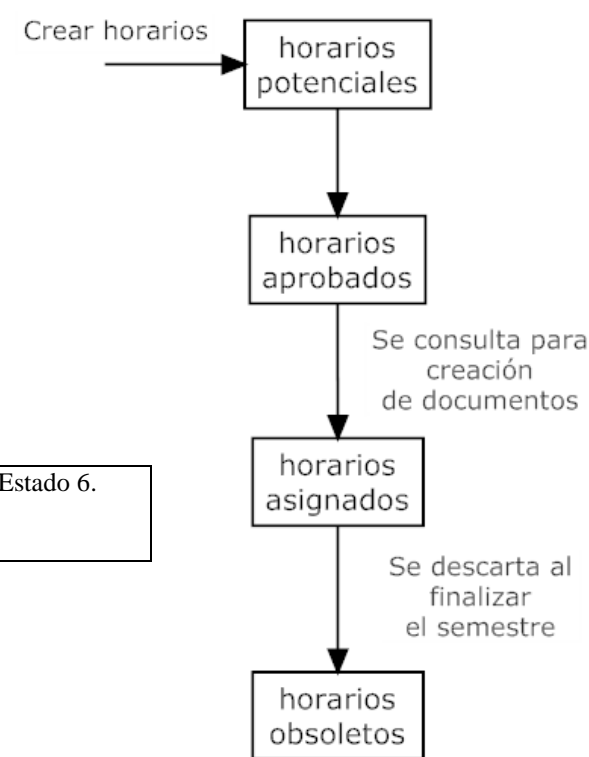 Crear horarios
horarios
potenciales
horarios
aprobados
Se consulta para
creación
de documentos
horarios
asignados
Estado 6.
Se descarta al
finalizar
el semestre
horarios
obsoletos